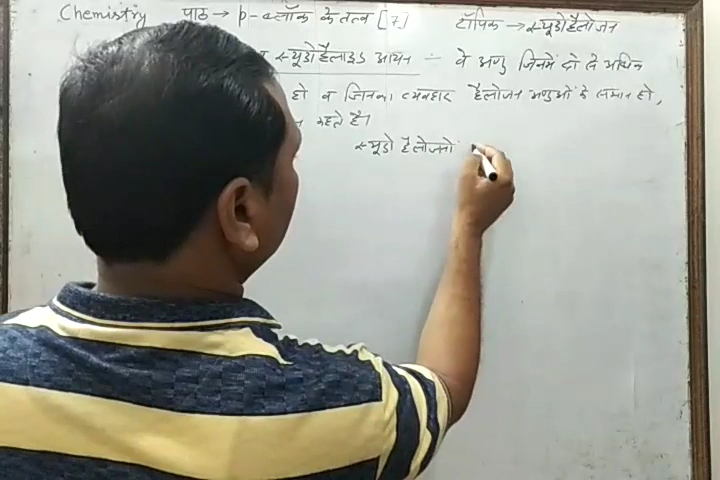 Chemistry पाठ → p-ब्लॉक के तत्व [7] टॉपिक → स्यूडोहैलोजन
व स्यूडोहैलाइड आयन ÷ वे अणु जिनमें दो से अधिक
हो व जिनका व्यवहार हैलोजन अणुओं के समान हो,
कहते है।
स्यूडो हैलोजनों